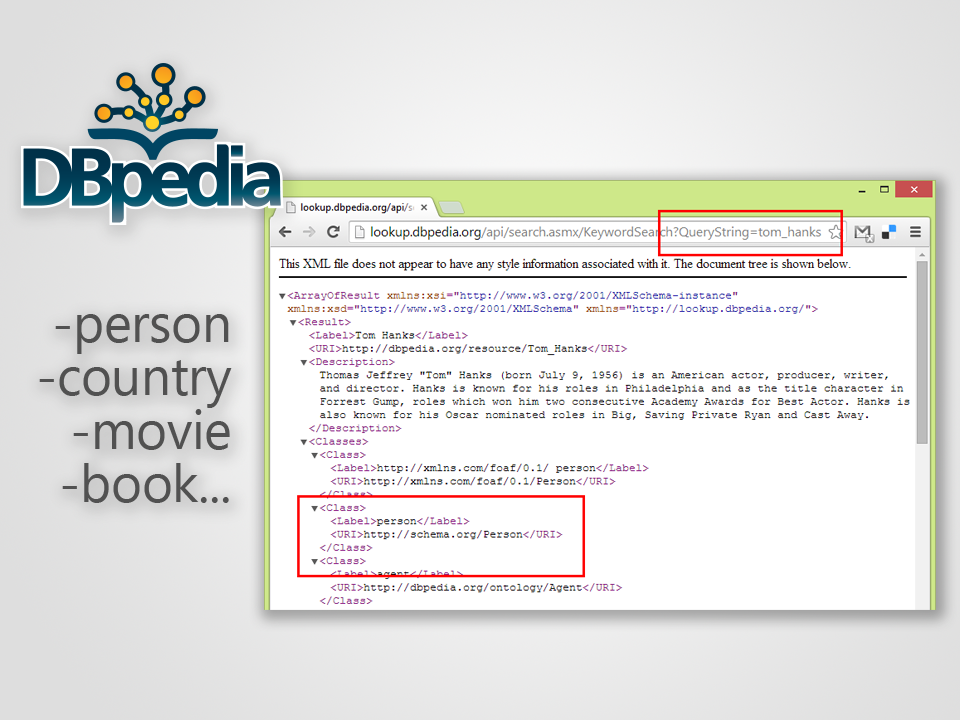 DBpedia
-person
-country
-movie
-book...
lookup.dbpedia.org/api/s
lookup.dbpedia.org/api/search.asmx/KeywordSearch?QueryString=tom_hanks
This XML file does not appear to have any style information associated with it. The document tree is shown below.
▼<ArrayOfResult xmlns:xsi="http://www.w3.org/2001/XMLSchema-instance"
xmlns:xsd="http://www.w3.org/2001/XMLSchema" xmlns="http://lookup.dbpedia.org/">
▼<Result>
<Label>Tom Hanks</Label>
<URI>http://dbpedia.org/resource/Tom_Hanks</URI>
▼<Description>
Thomas Jeffrey "Tom" Hanks (born July 9, 1956) is an American actor, producer, writer,
and director. Hanks is known for his roles in Philadelphia and as the title character in
Forrest Gump, roles which won him two consecutive Academy Awards for Best Actor. Hanks is
also known for his Oscar nominated roles in Big, Saving Private Ryan and Cast Away.
</Description>
▼<Classes>
▼<Class>
<Label>http://xmlns.com/foaf/0.1/ person</Label>
<URI>http://xmlns.com/foaf/0.1/Person</URI>
</Class>
▼<Class>
<Label>person</Label>
<URI>http://schema.org/Person</URI>
</Class>
▼<Class>
<Label>agent</Label>
<URI>http://dbpedia.org/ontology/Agent</URI>
</Class>